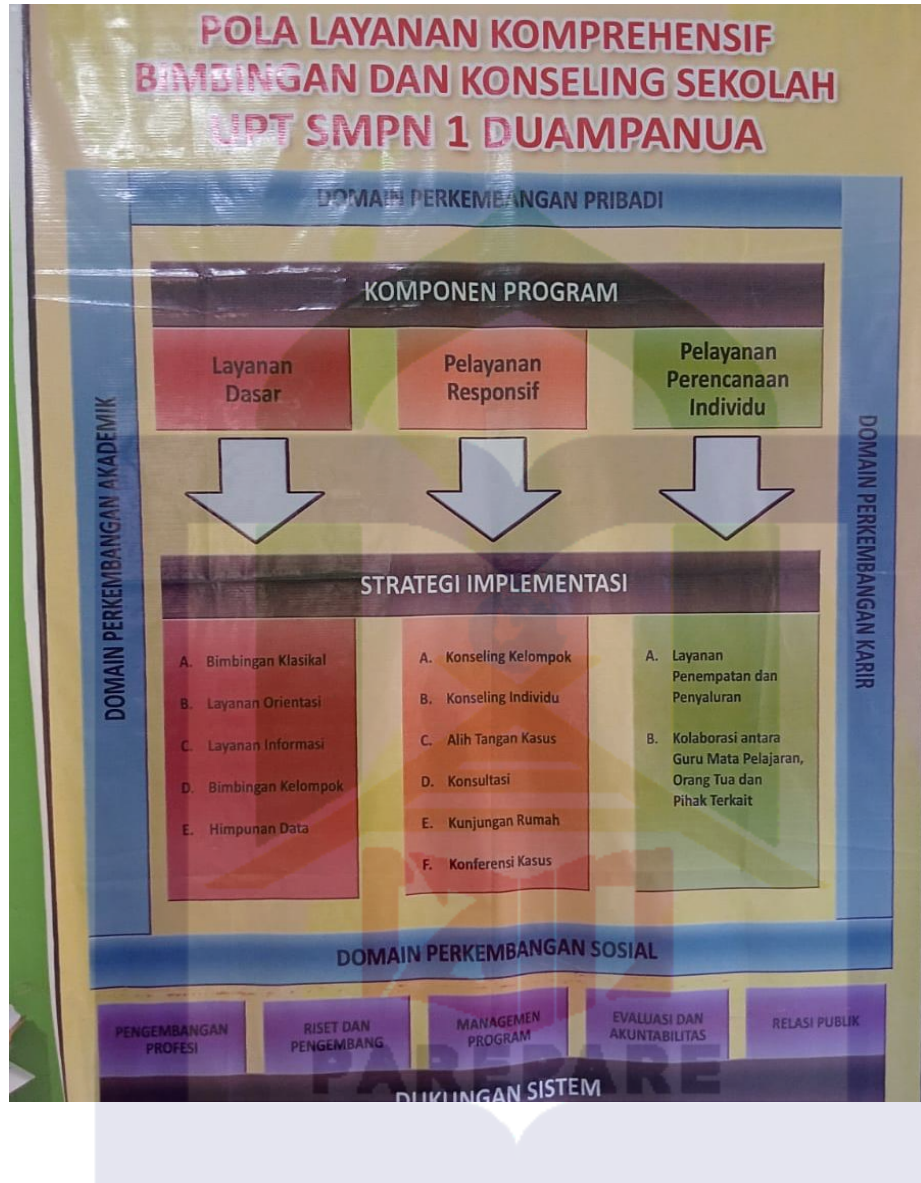 POLA LAYANAN KOMPREHENSIF
BIMBINGAN DAN KONSELING SEKOLAH
UPT SMPN 1 DUAMPANUA
DOMAIN PERKEMBANGAN PRIBADI
DOMAIN PERKEMBANGAN AKADEMIK
DOMAIN PERKEMBANGAN KARIR
KOMPONEN PROGRAM
Layanan
Dasar
Pelayanan
Responsif
Pelayanan
Perencanaan
Individu
STRATEGI IMPLEMENTASI
A. Bimbingan Klasikal
B. Layanan Orientasi
C. Layanan Informasi
D. Bimbingan Kelompok
E. Himpunan Data
A. Konseling Kelompok
B. Konseling Individu
C. Alih Tangan Kasus
D. Konsultasi
E. Kunjungan Rumah
F. Konferensi Kasus
A. Layanan
Penempatan dan
Penyaluran
B. Kolaborasi antara
Guru Mata Pelajaran,
Orang Tua dan
Pihak Terkait
DOMAIN PERKEMBANGAN SOSIAL
PENGEMBANGAN
PROFESI
RISET DAN
PENGEMBANG
MANAGEMEN
PROGRAM
EVALUASI DAN
AKUNTABILITAS
RELASI PUBLIK
PAREPARE
DUKUNGAN SISTEM